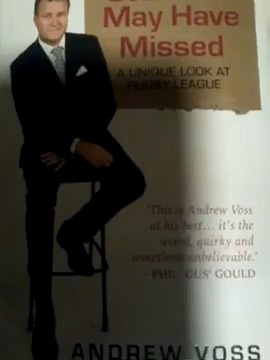 May Have
Missed
A UNIQUE LOOK AT
RUGBY LEAGUE
'This is Andrew Voss
at his best... it's the
weird, quirky and
sometimes unbelievable.'
- PHIL 'GUS' GOULD
ANDREW VOSS